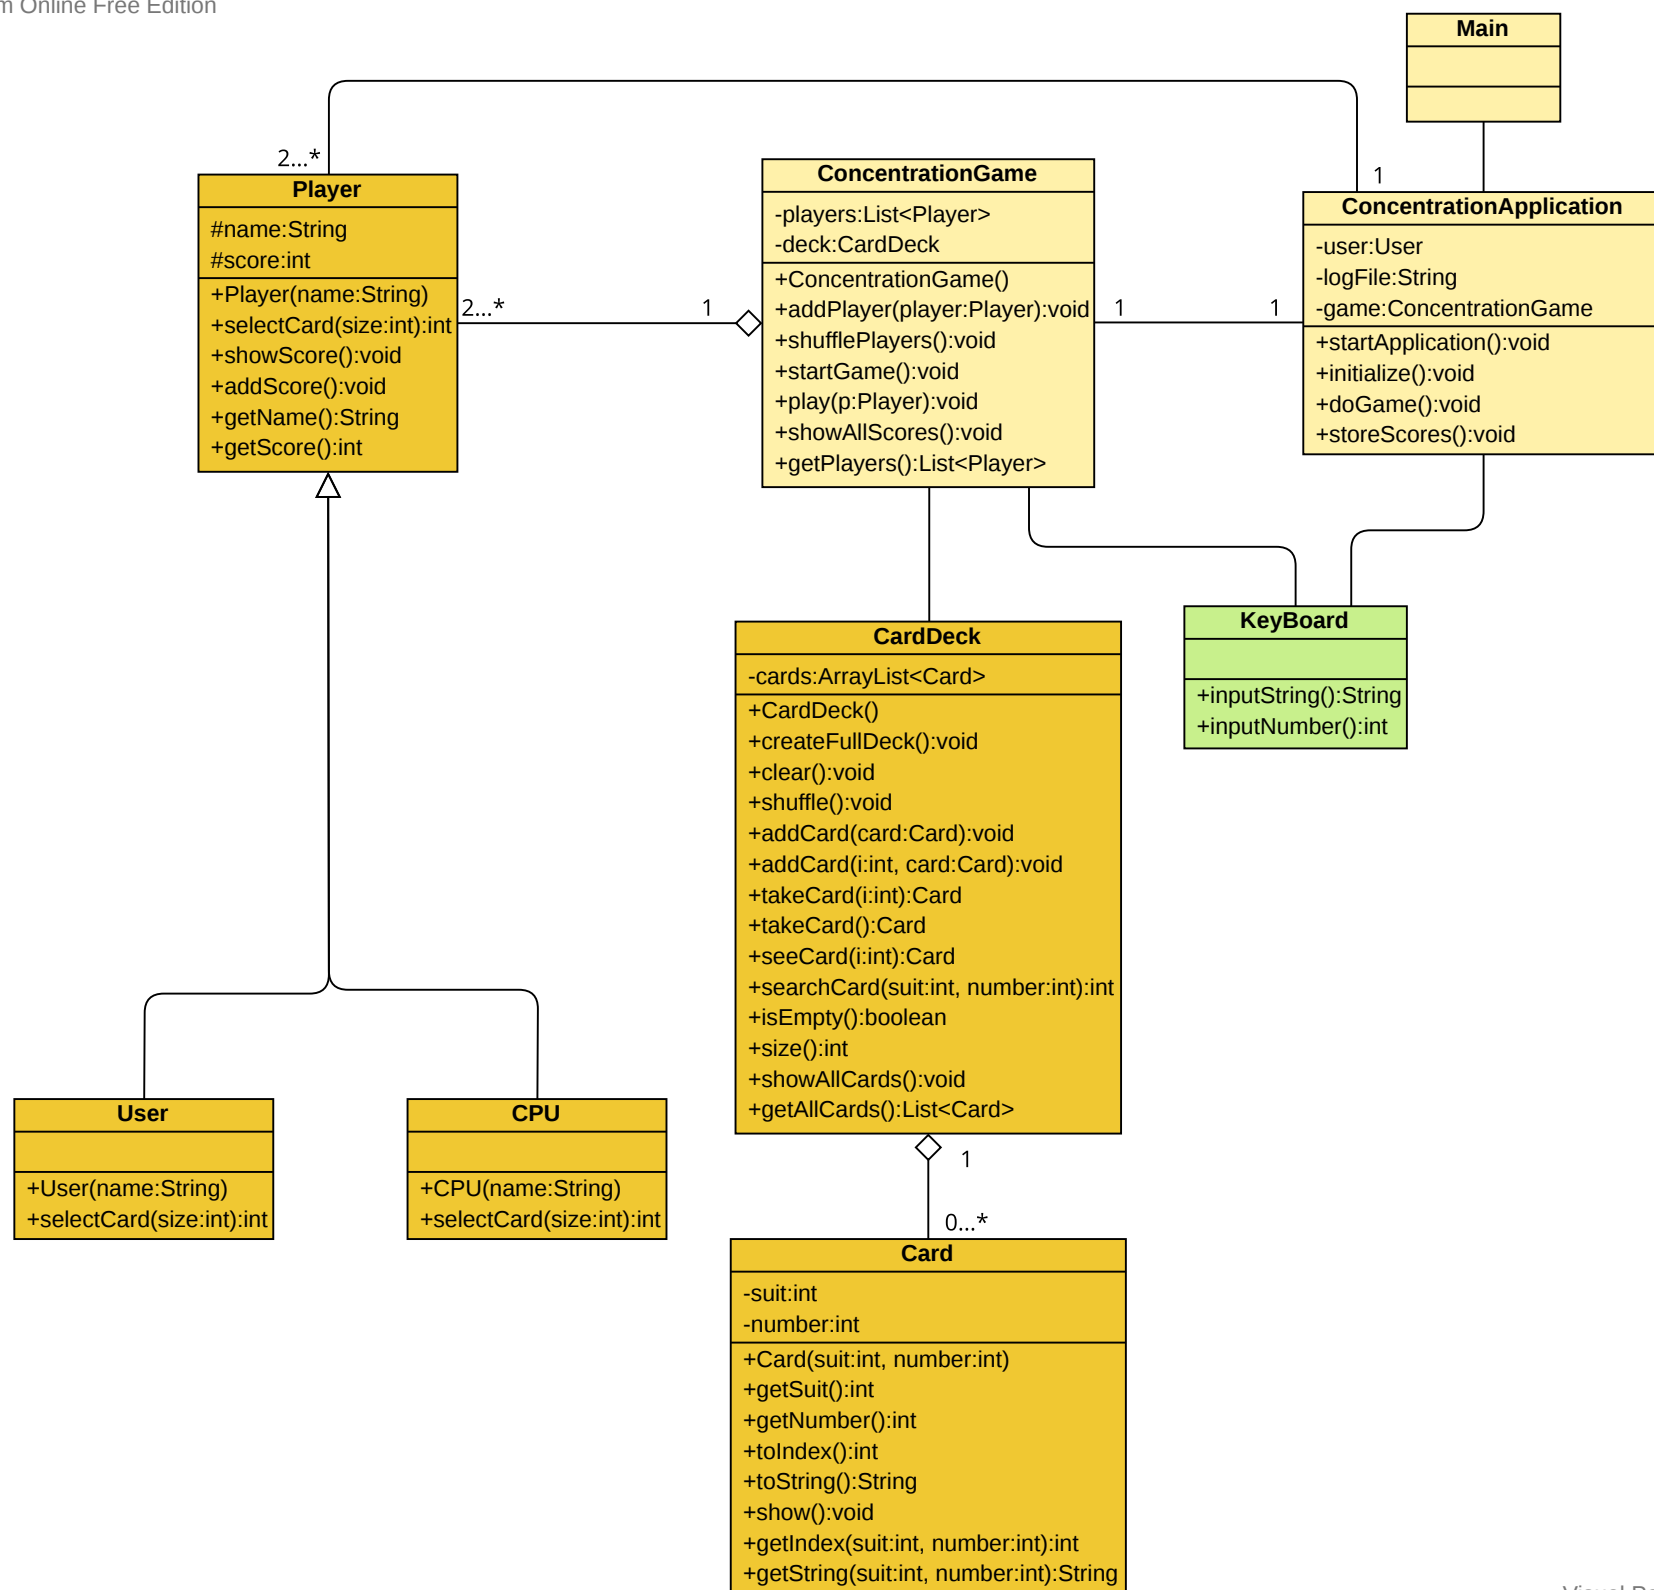 Online Free Edition
Main
2...*
1
Player
#name:String
#score:int
+Player(name:String)
+selectCard(size:int):int
+showScore():void
+addScore():void
+getName():String
+getScore():int
2...*
1
ConcentrationGame
-players:List<Player>
-deck:CardDeck
+ConcentrationGame()
+addPlayer(player:Player):void
+shufflePlayers():void
+startGame():void
+play(p:Player):void
+showAllScores():void
+getPlayers():List<Player>
1
1
ConcentrationApplication
-user:User
-logFile:String
-game:ConcentrationGame
+startApplication():void
+initialize():void
+doGame():void
+storeScores():void
KeyBoard
+inputString():String
+inputNumber():int
CardDeck
-cards:ArrayList<Card>
+CardDeck()
+createFullDeck():void
+clear():void
+shuffle():void
+addCard(card:Card):void
+addCard(i:int, card:Card):void
+takeCard(i:int):Card
+takeCard():Card
+seeCard(i:int):Card
+searchCard(suit:int, number:int):int
+isEmpty():boolean
+size():int
+showAllCards():void
+getAllCards():List<Card>
User
+User(name:String)
+selectCard(size:int):int
CPU
+CPU(name:String)
+selectCard(size:int):int
1
0...*
Card
-suit:int
-number:int
+Card(suit:int, number:int)
+getSuit():int
+getNumber():int
+toIndex():int
+toString():String
+show():void
+getIndex(suit:int, number:int):int
+getString(suit:int, number:int):String